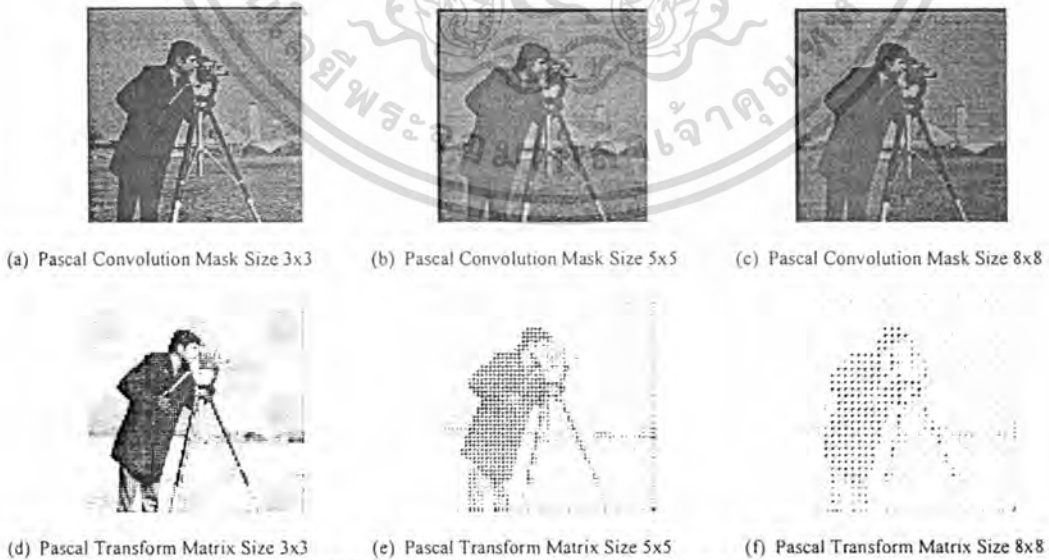 (a) Pascal Convolution Mask Size 3x3
(b) Pascal Convolution Mask Size 5x5
(c) Pascal Convolution Mask Size 8x8
(d) Pascal Transform Matrix Size 3x3
(e) Pascal Transform Matrix Size 5x5
(f) Pascal Transform Matrix Size 8x8